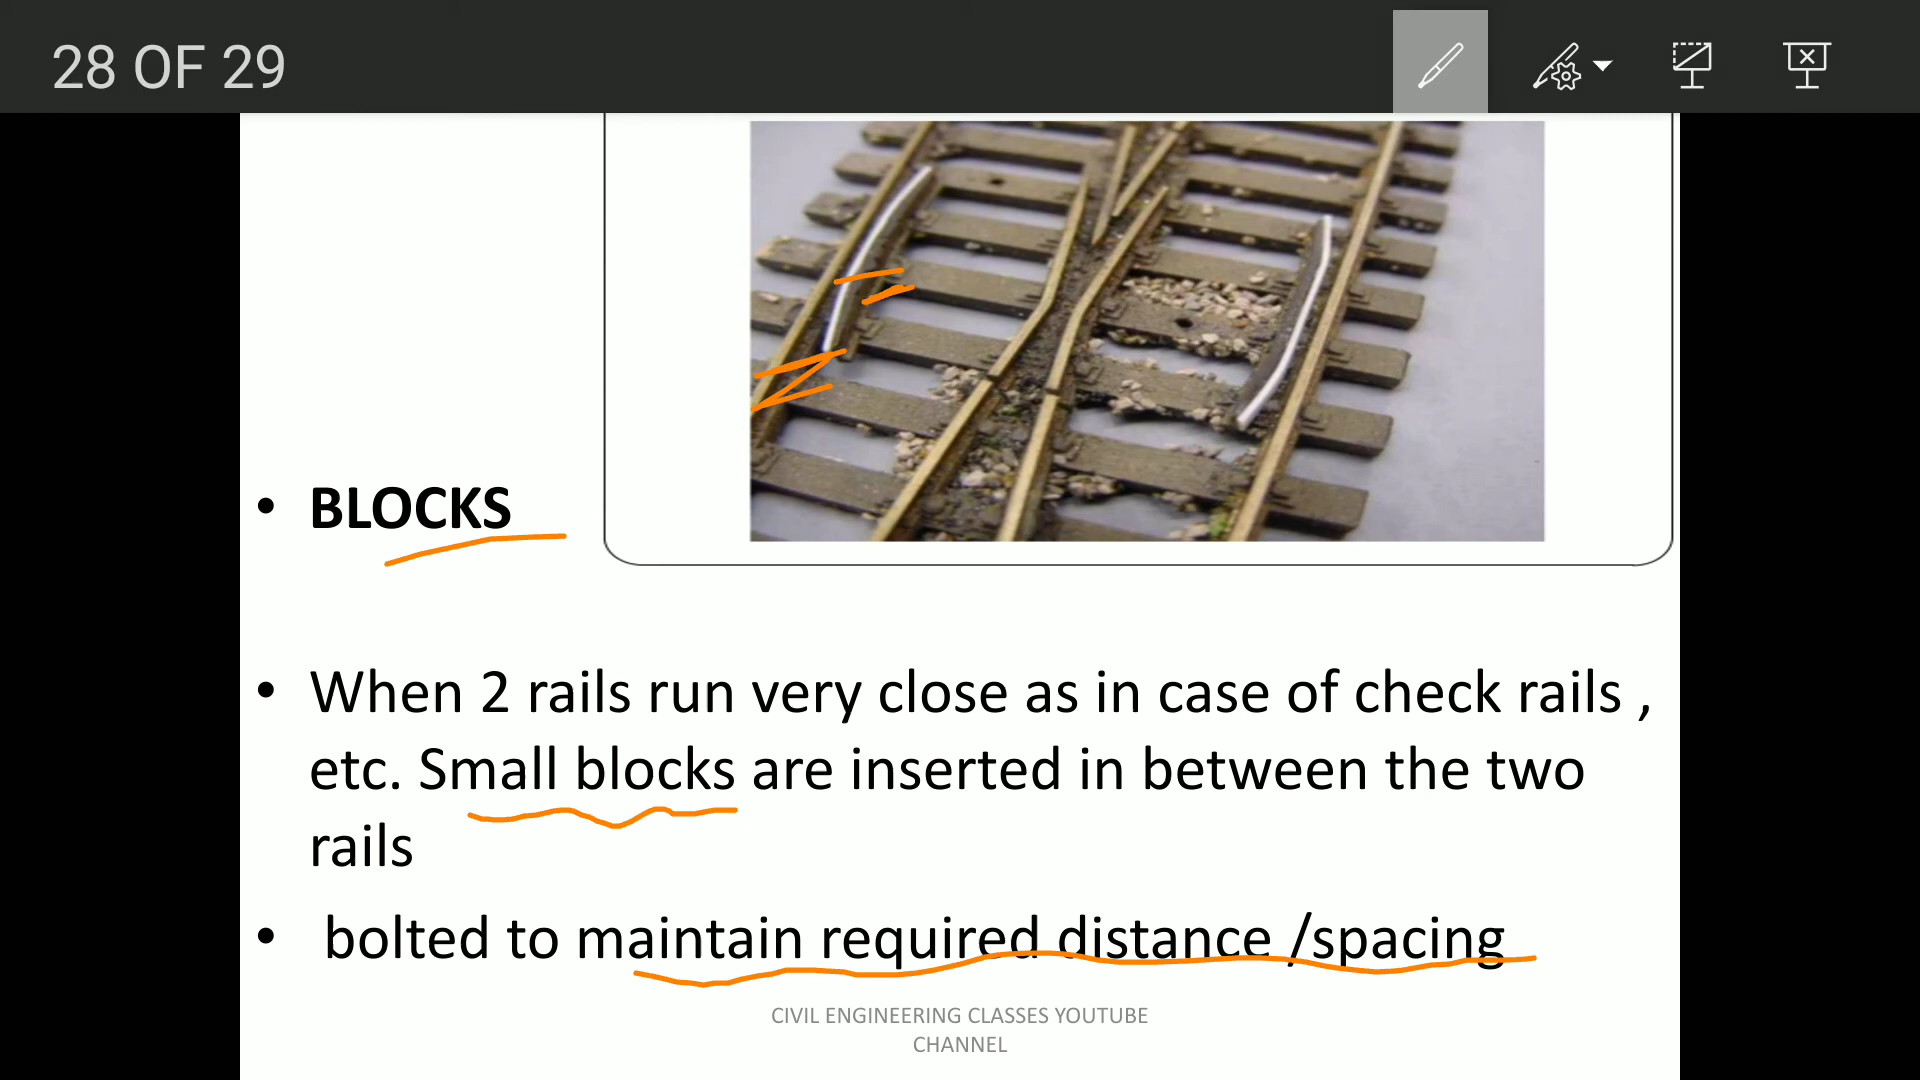 28 OF 29
• BLOCKS
• When 2 rails run very close as in case of check rails ,
etc. Small blocks are inserted in between the two
rails
• bolted to maintain required distance /spacing
CIVIL ENGINEERING CLASSES YOUTUBE
CHANNEL